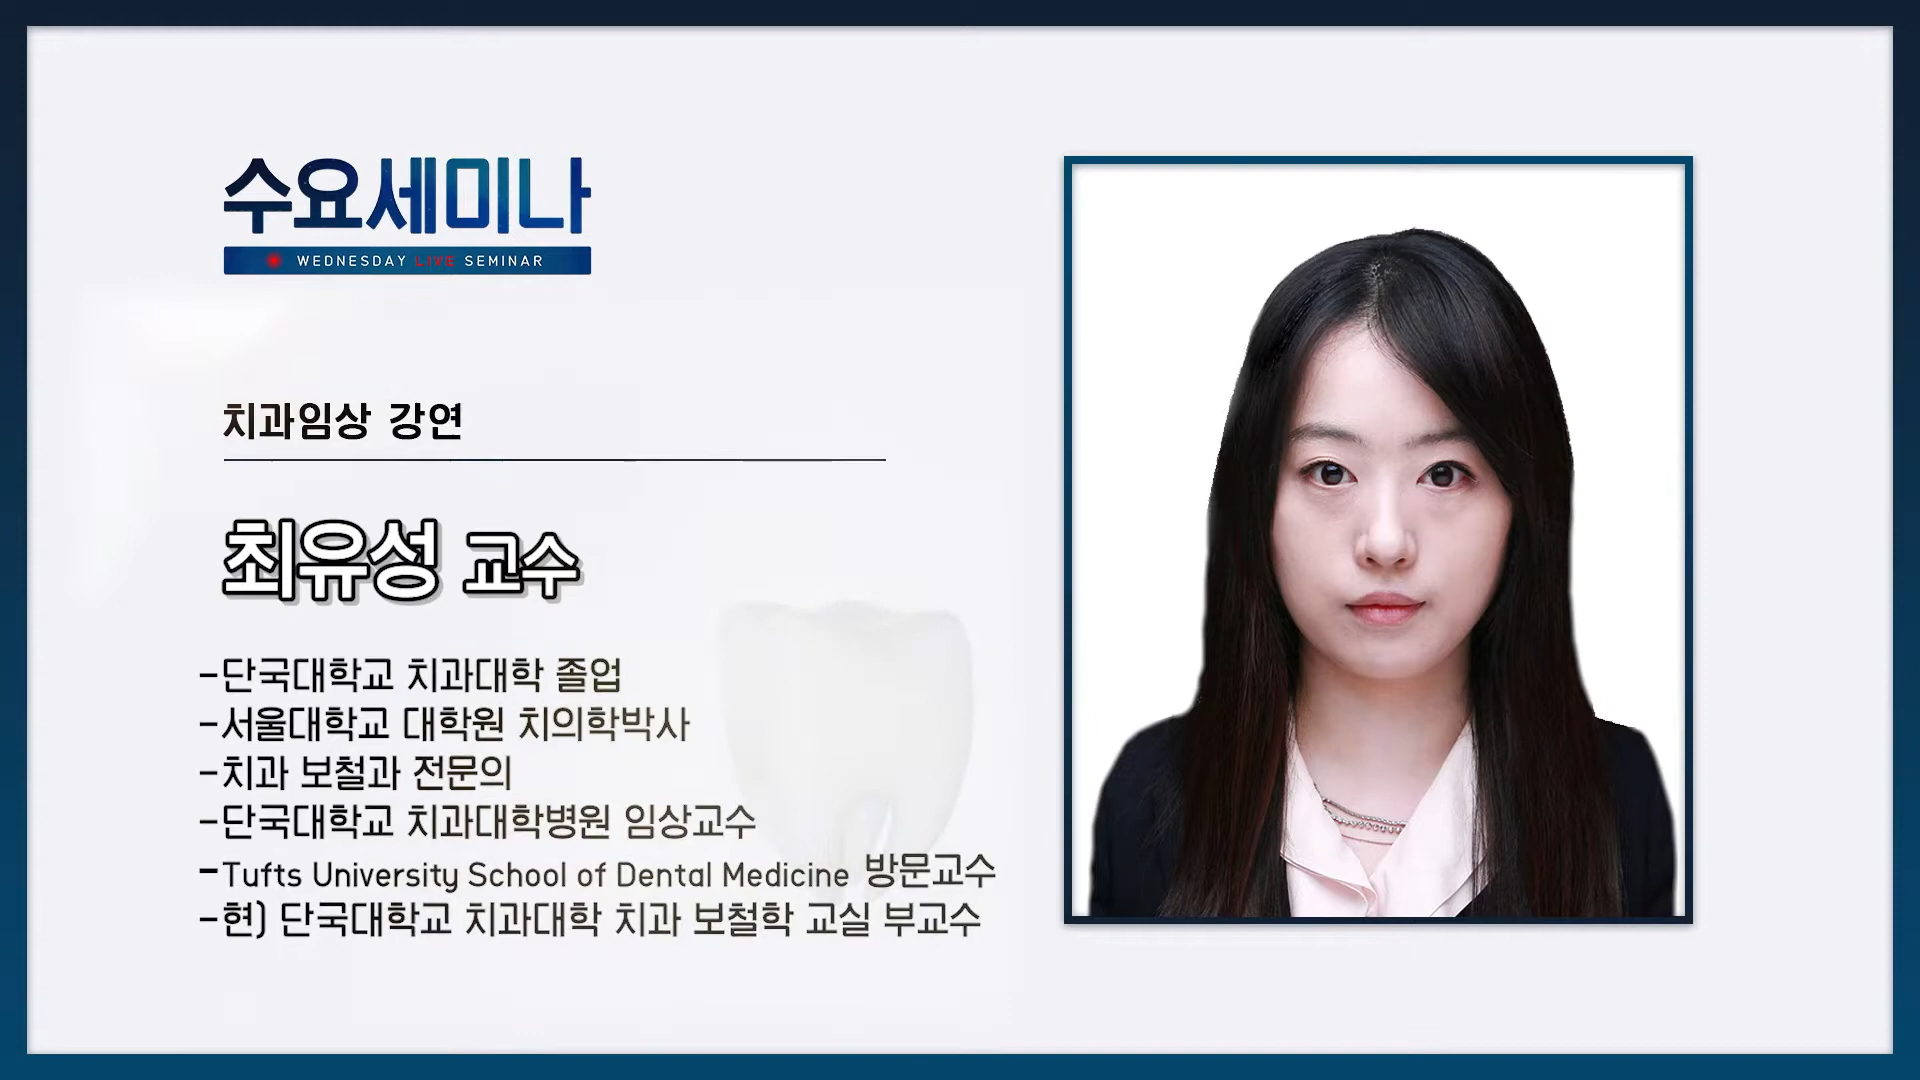 수요세미나
WEDNESDAY LIVE SEMINAR
치과임상 강연
최유성 교수
-단국대학교 치과대학 졸업
-서울대학교 대학원 치의학박사
-치과 보철과 전문의
-단국대학교 치과대학병원 임상교수
-Tufts University School of Dental Medicine 방문교수
-현) 단국대학교 치과대학 치과 보철학 교실 부교수